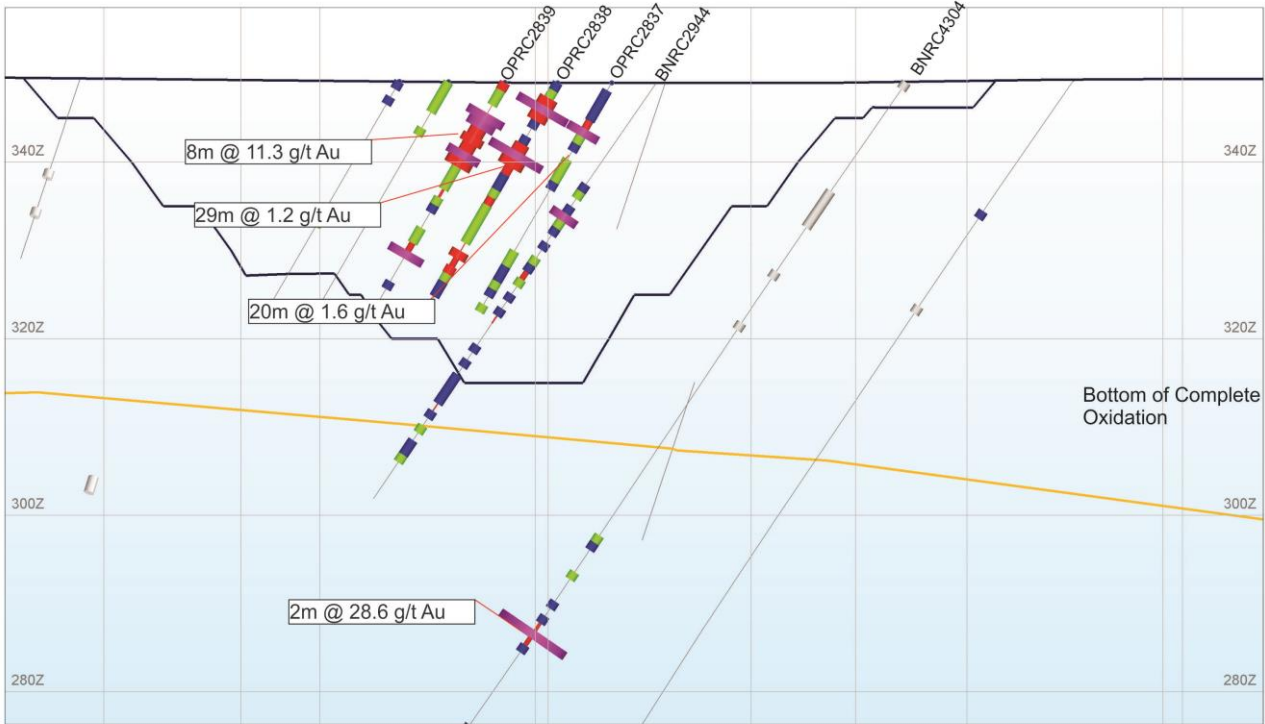 OPRC2839
OPRC2838
OPRC2837
BNRC2944
BNRC4304
8m @ 11.3 g/t Au
340Z
340Z
29m @ 1.2 g/t Au
20m @ 1.6 g/t Au
320Z
320Z
Bottom of Complete
Oxidation
300Z
300Z
2m @ 28.6 g/t Au
280Z
280Z